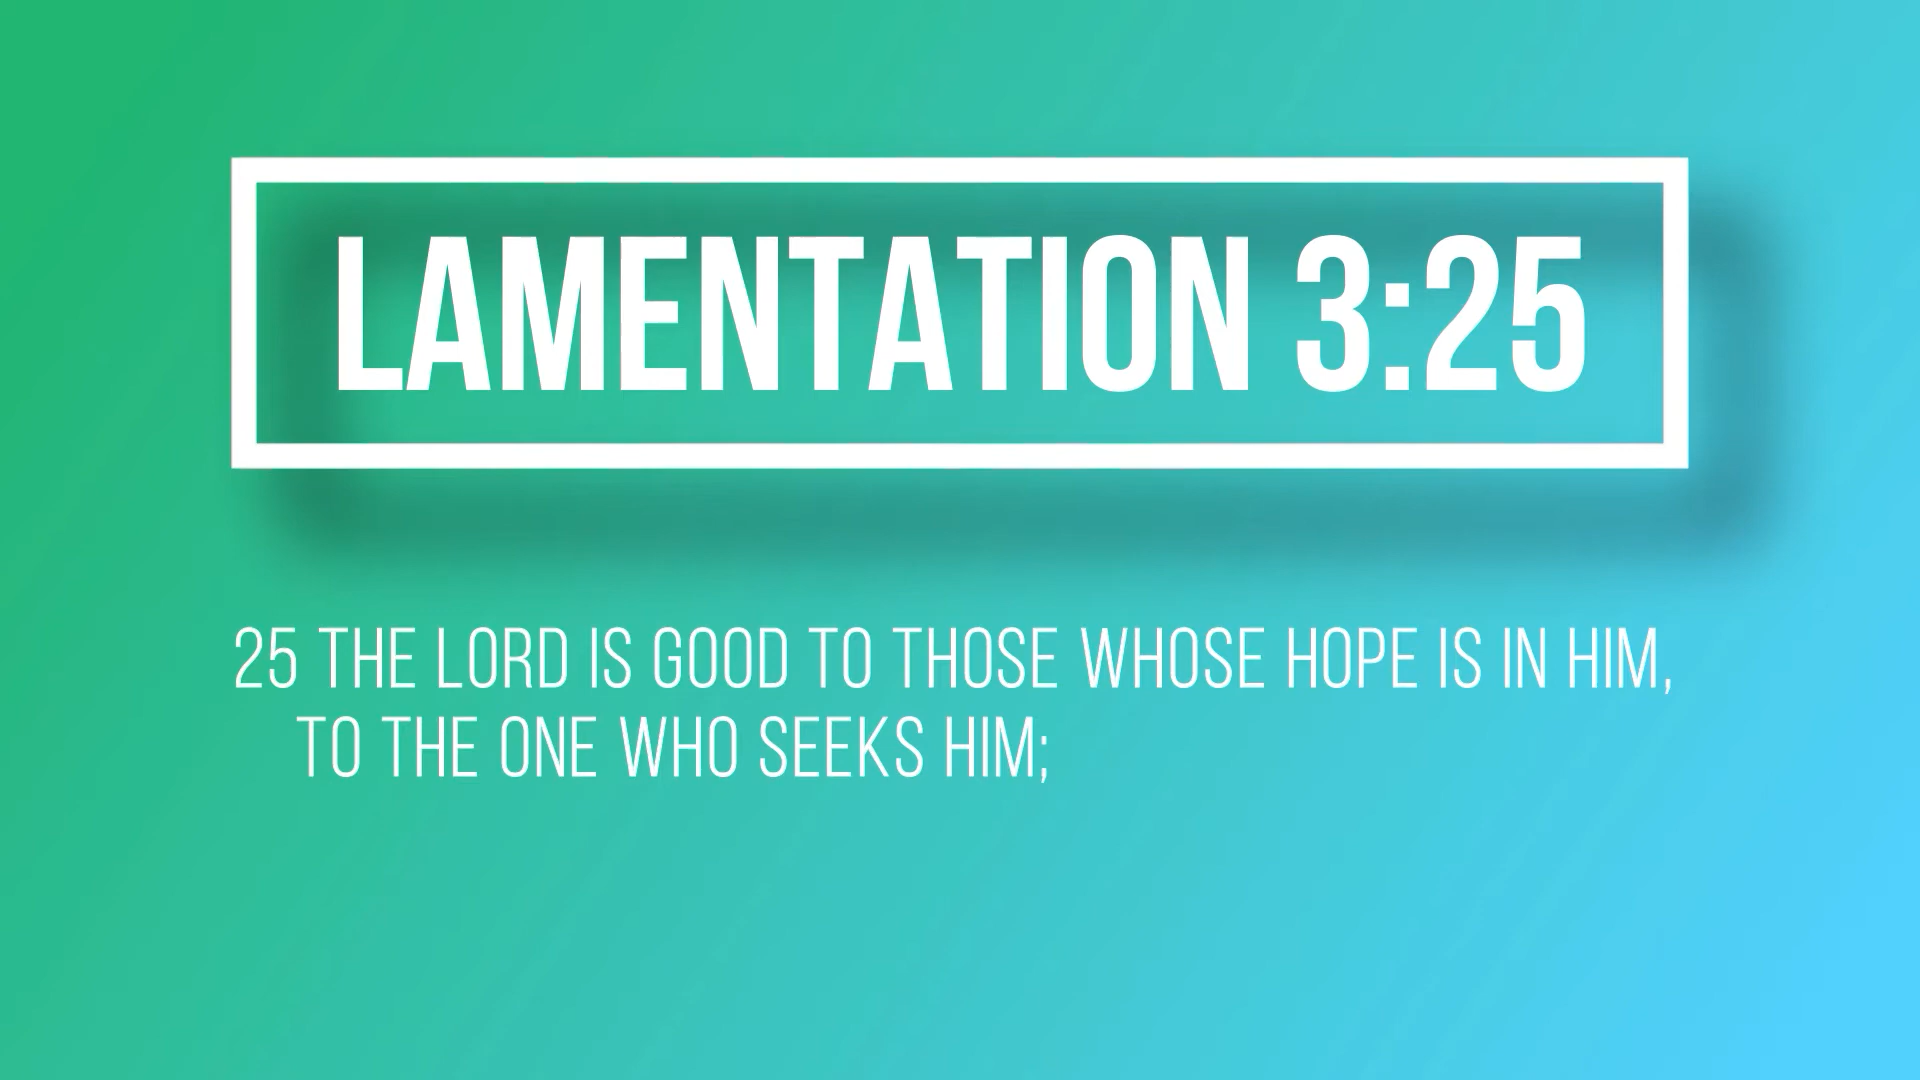 LAMENTATION 3:25
25 THE LORD IS GOOD TO THOSE WHOSE HOPE IS IN HIM,
TO THE ONE WHO SEEKS HIM;